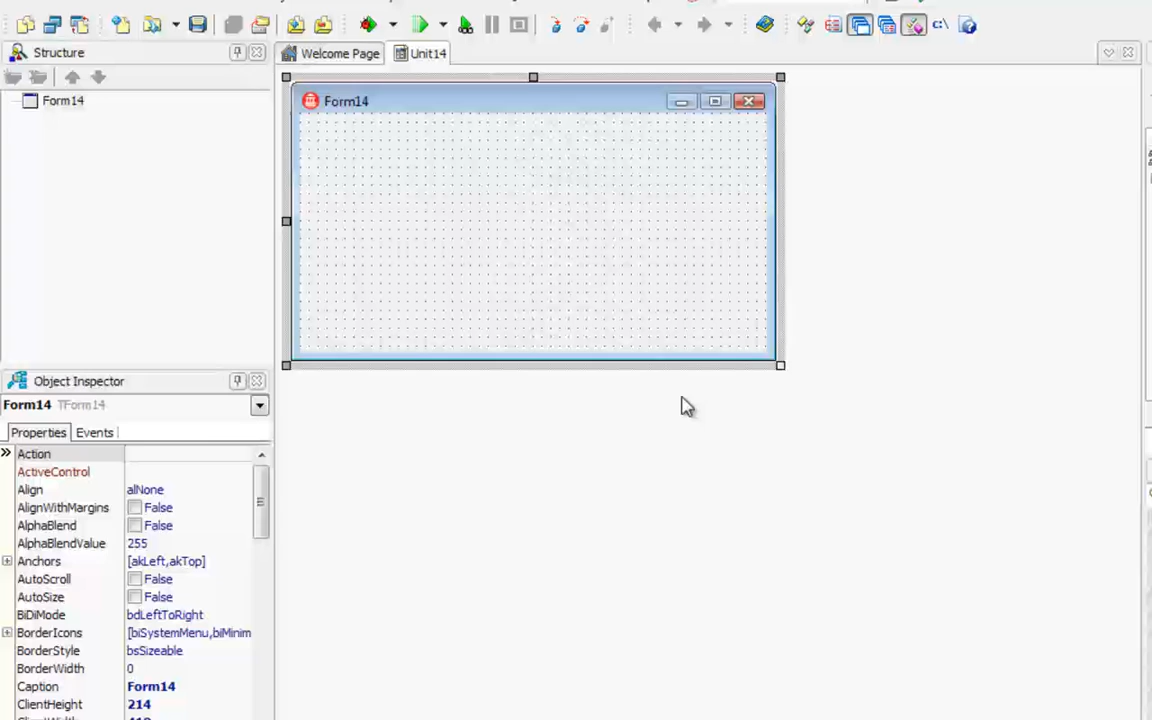 Structure
Welcome Page
Unit14
Form14
Form14
Object Inspector
Form14 TForm14
Properties
Events
Action
ActiveControl
Align alNone
AlignWithMargins False
AlphaBlend False
AlphaBlendValue 255
Anchors [akLeft,akTop]
AutoScroll False
AutoSize False
BiDiMode bdLeftToRight
BorderIcons [biSystemMenu,biMinim
BorderStyle bsSizeable
BorderWidth 0
Caption Form14
ClientHeight 214